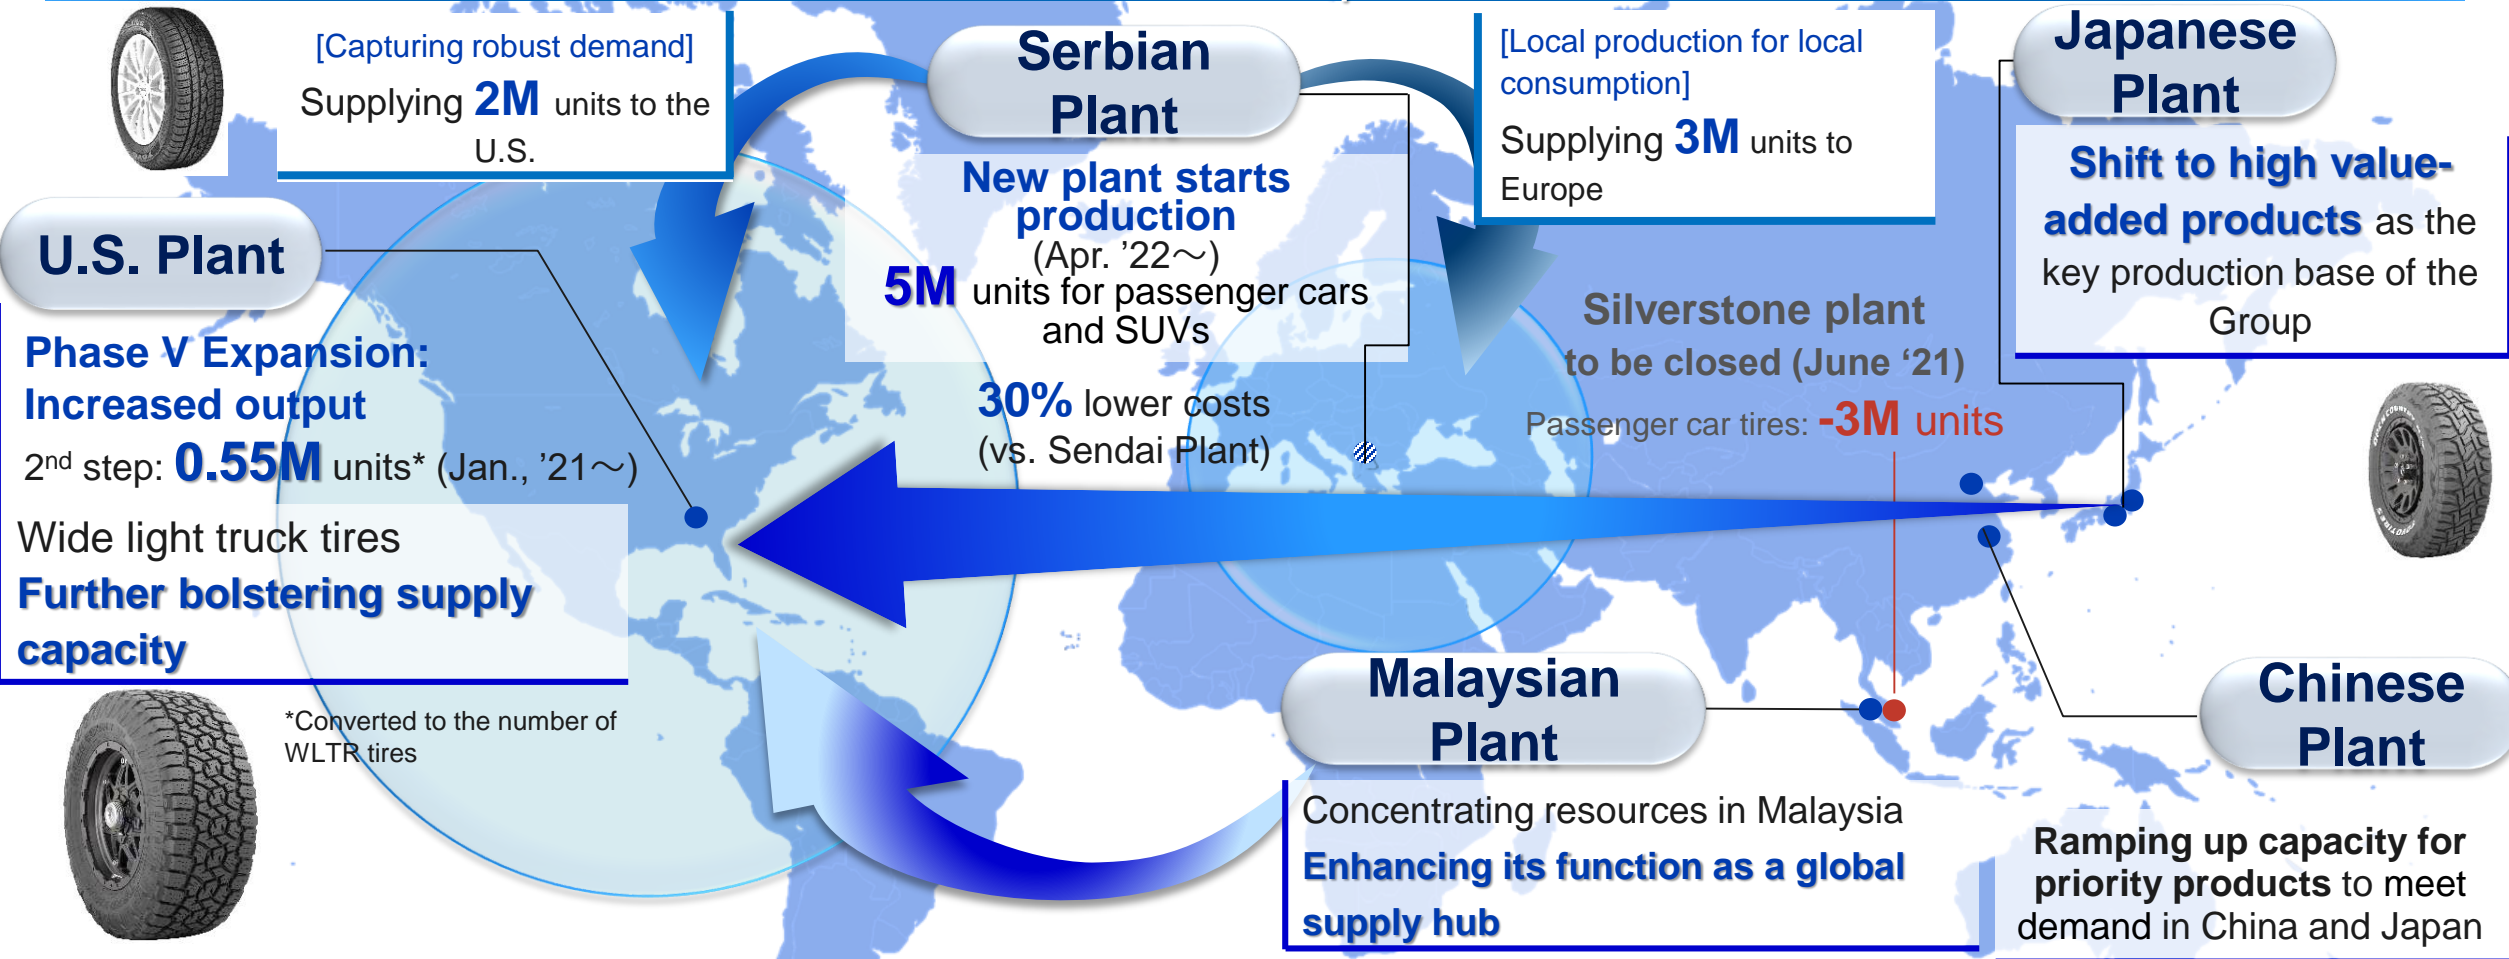 [Capturing robust demand]
Supplying 2M units to the
U.S.
Serbian
Plant
New plant starts
production
(Apr. ’22～)
5M units for passenger cars
and SUVs
30% lower costs
(vs. Sendai Plant)
[Local production for local
consumption]
Supplying 3M units to
Europe
Japanese
Plant
Shift to high value-
added products as the
key production base of the
Group
U.S. Plant
Phase V Expansion:
Increased output
2nd step: 0.55M units* (Jan., ’21～)
Wide light truck tires
Further bolstering supply
capacity
*Converted to the number of
WLTR tires
Silverstone plant
to be closed (June ‘21)
Passenger car tires: -3M units
Malaysian
Plant
Concentrating resources in Malaysia
Enhancing its function as a global
supply hub
Chinese
Plant
Ramping up capacity for
priority products to meet
demand in China and Japan